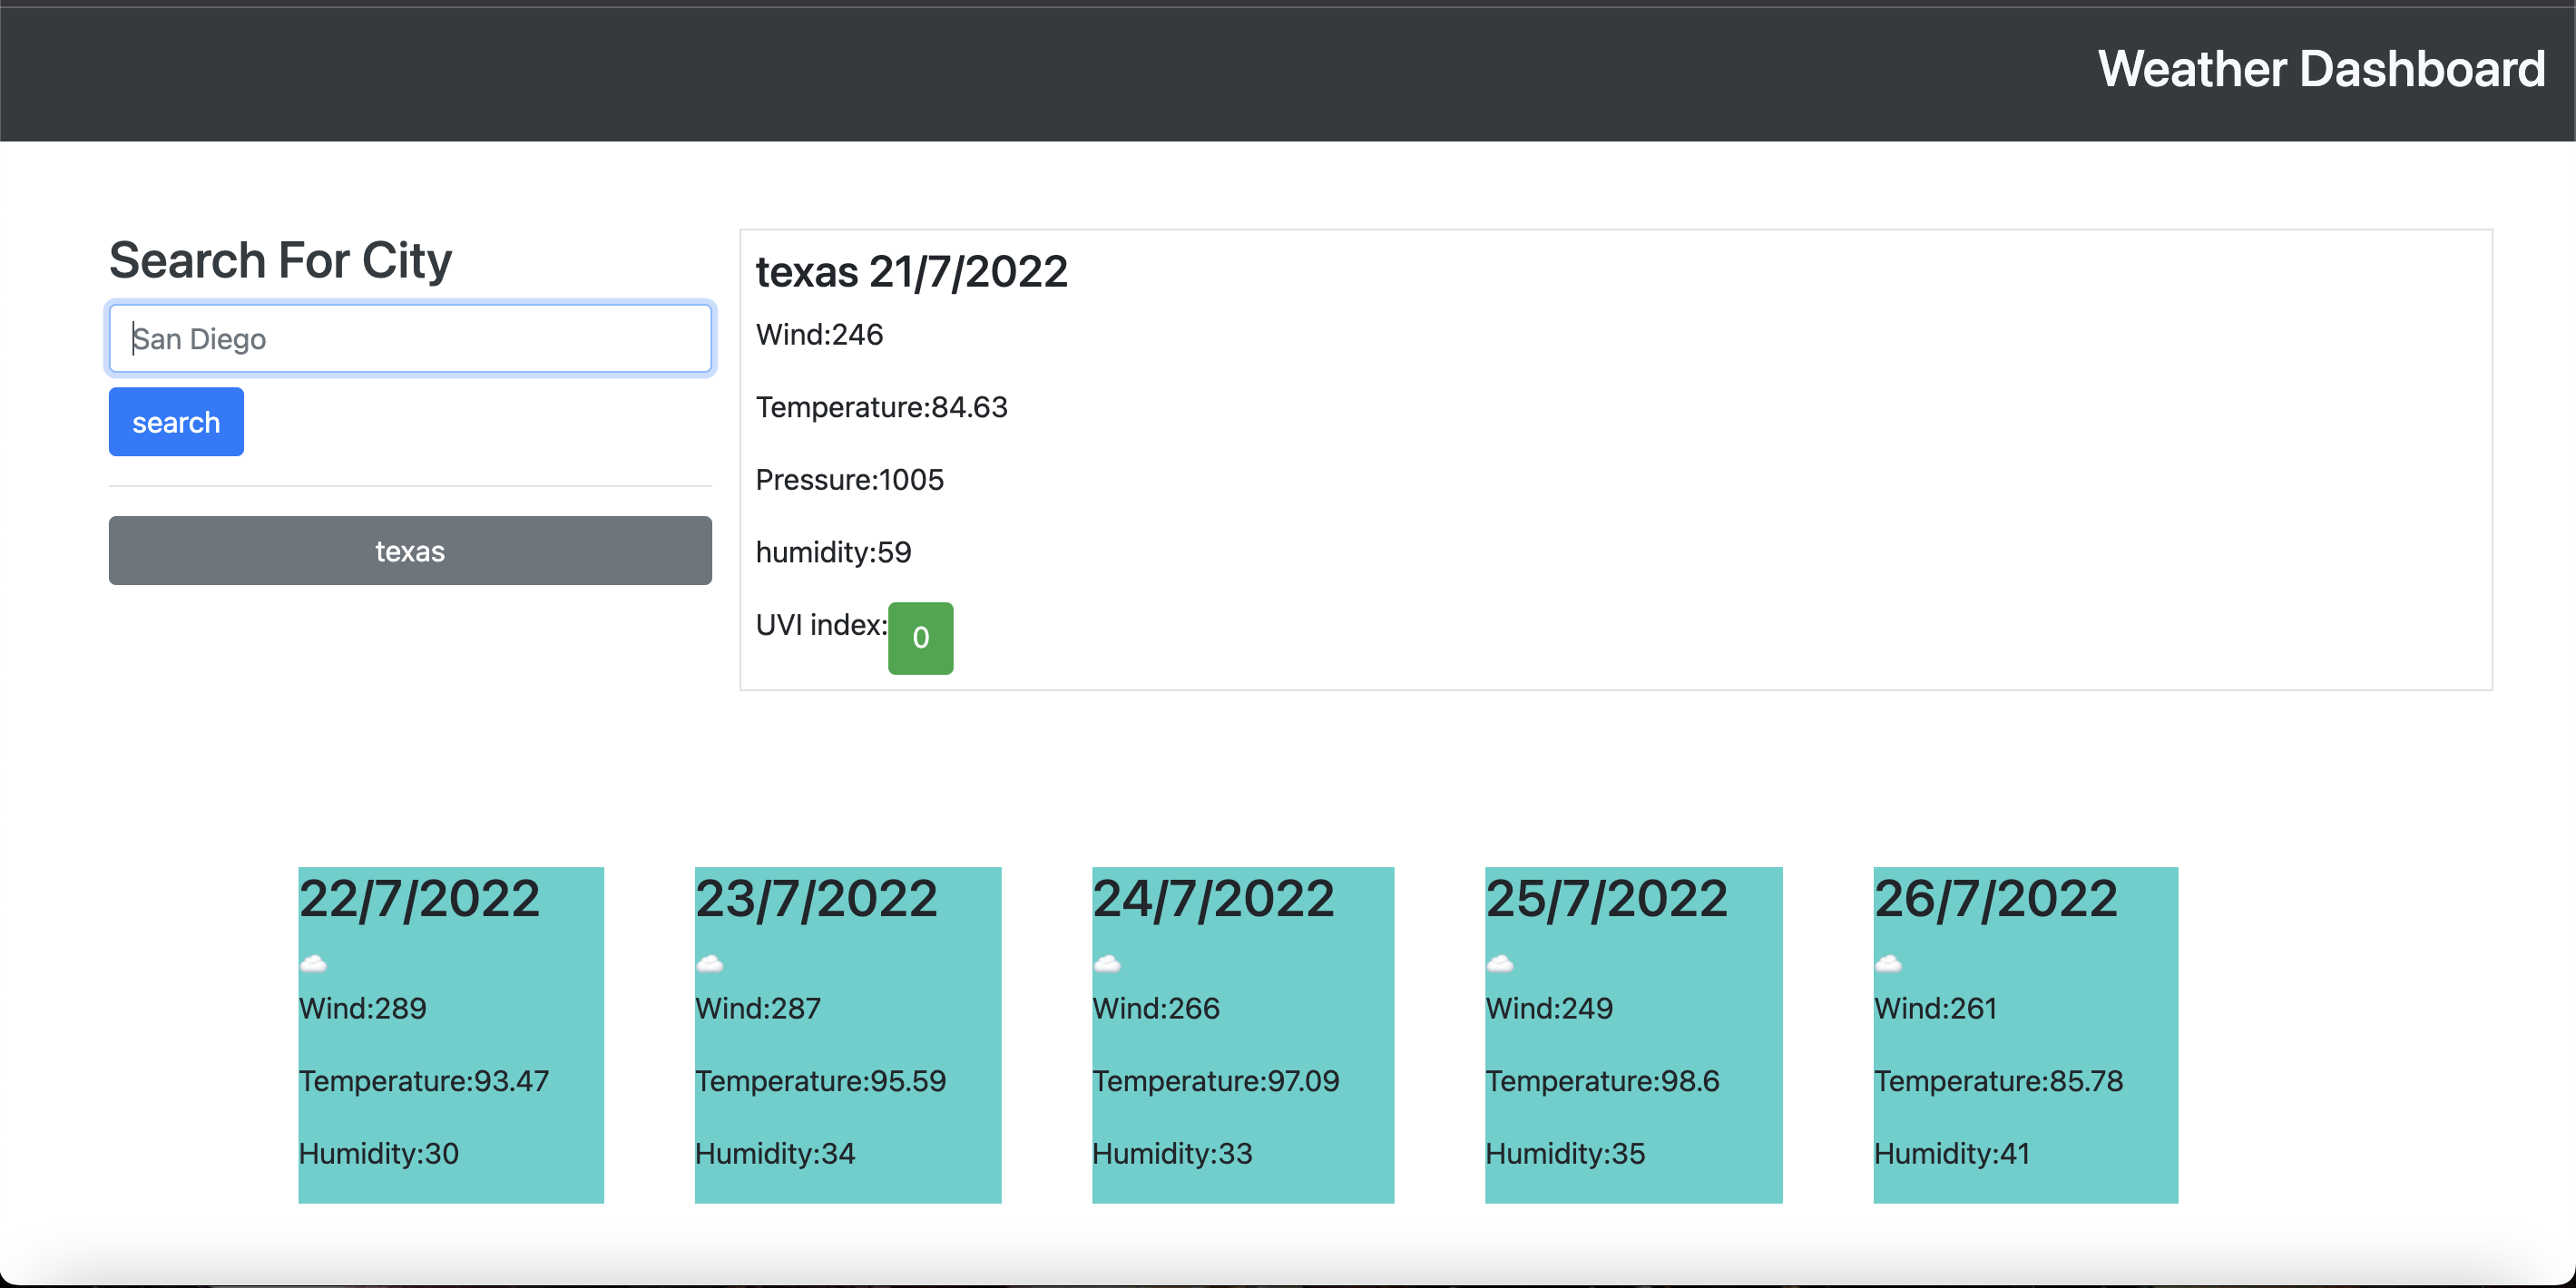 Weather Dashboard
Search For City
San Diego
search
texas
texas 21/7/2022
Wind:246
Temperature:84.63
Pressure:1005
humidity:59
UVI index:0
22/7/2022
Wind:289
Temperature:93.47
Humidity:30
23/7/2022
Wind:287
Temperature:95.59
Humidity:34
24/7/2022
Wind:266
Temperature:97.09
Humidity:33
25/7/2022
Wind:249
Temperature:98.6
Humidity:35
26/7/2022
Wind:261
Temperature:85.78
Humidity:41